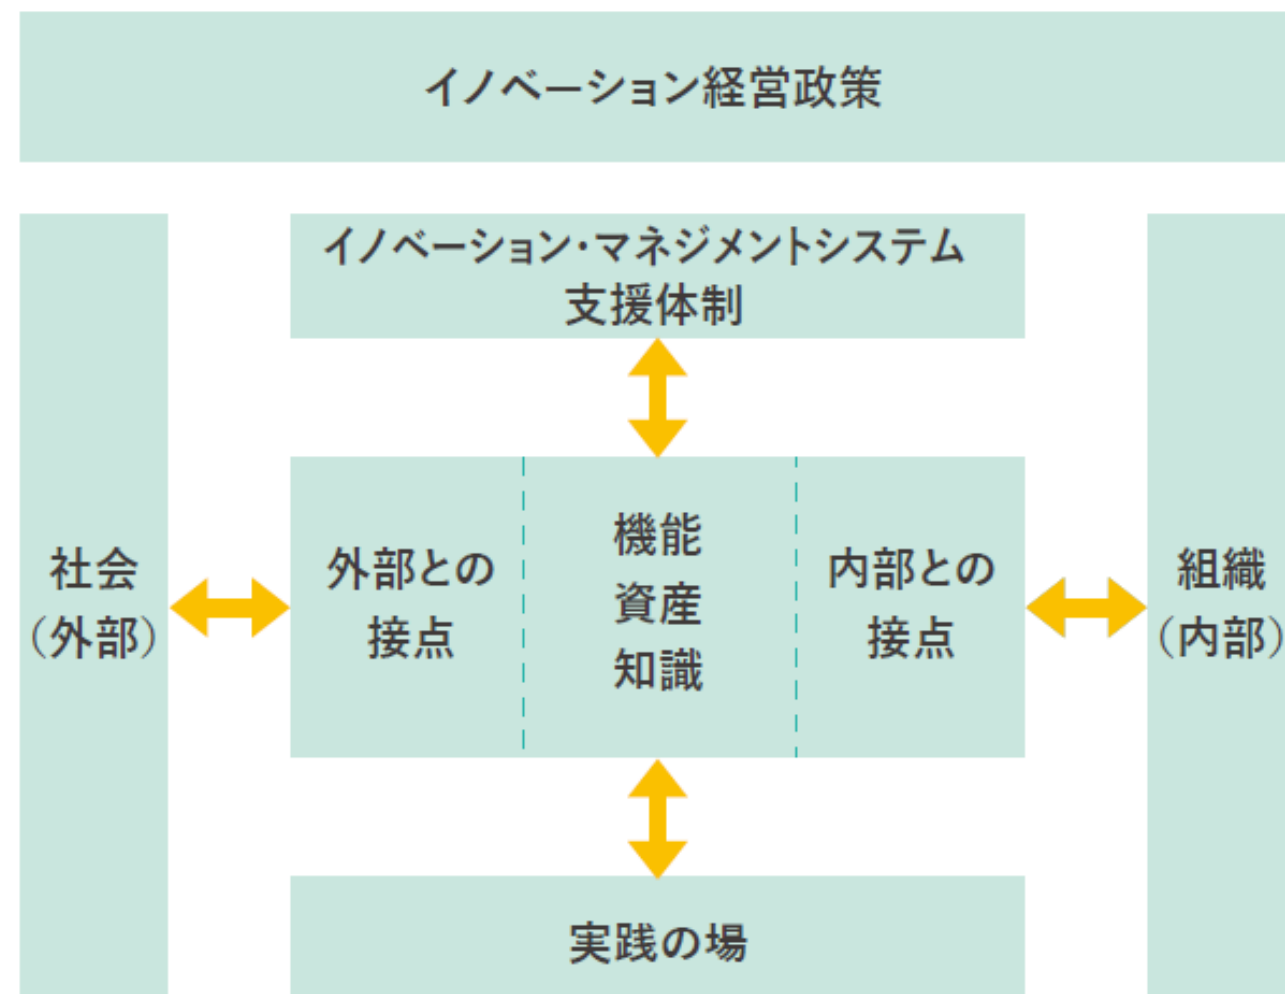 イノベーション経営政策
イノベーション・マネジメントシステム
支援体制
社会
（外部）
外部との
接点
機能
資産
知識
内部との
接点
組織
（内部）
実践の場